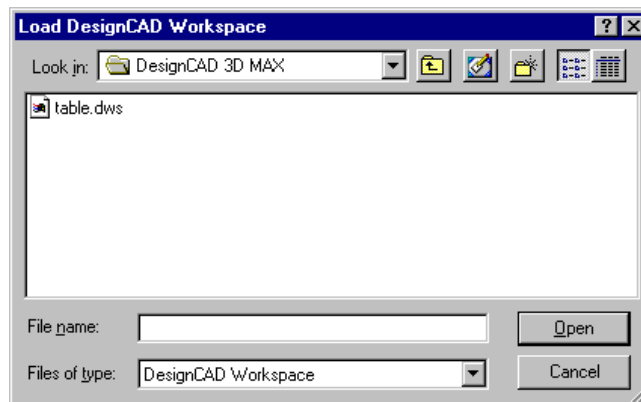 Load DesignCAD Workspace
Look in: DesignCAD 3D MAX
table.dws
File name: Open
Files of type: DesignCAD Workspace Cancel